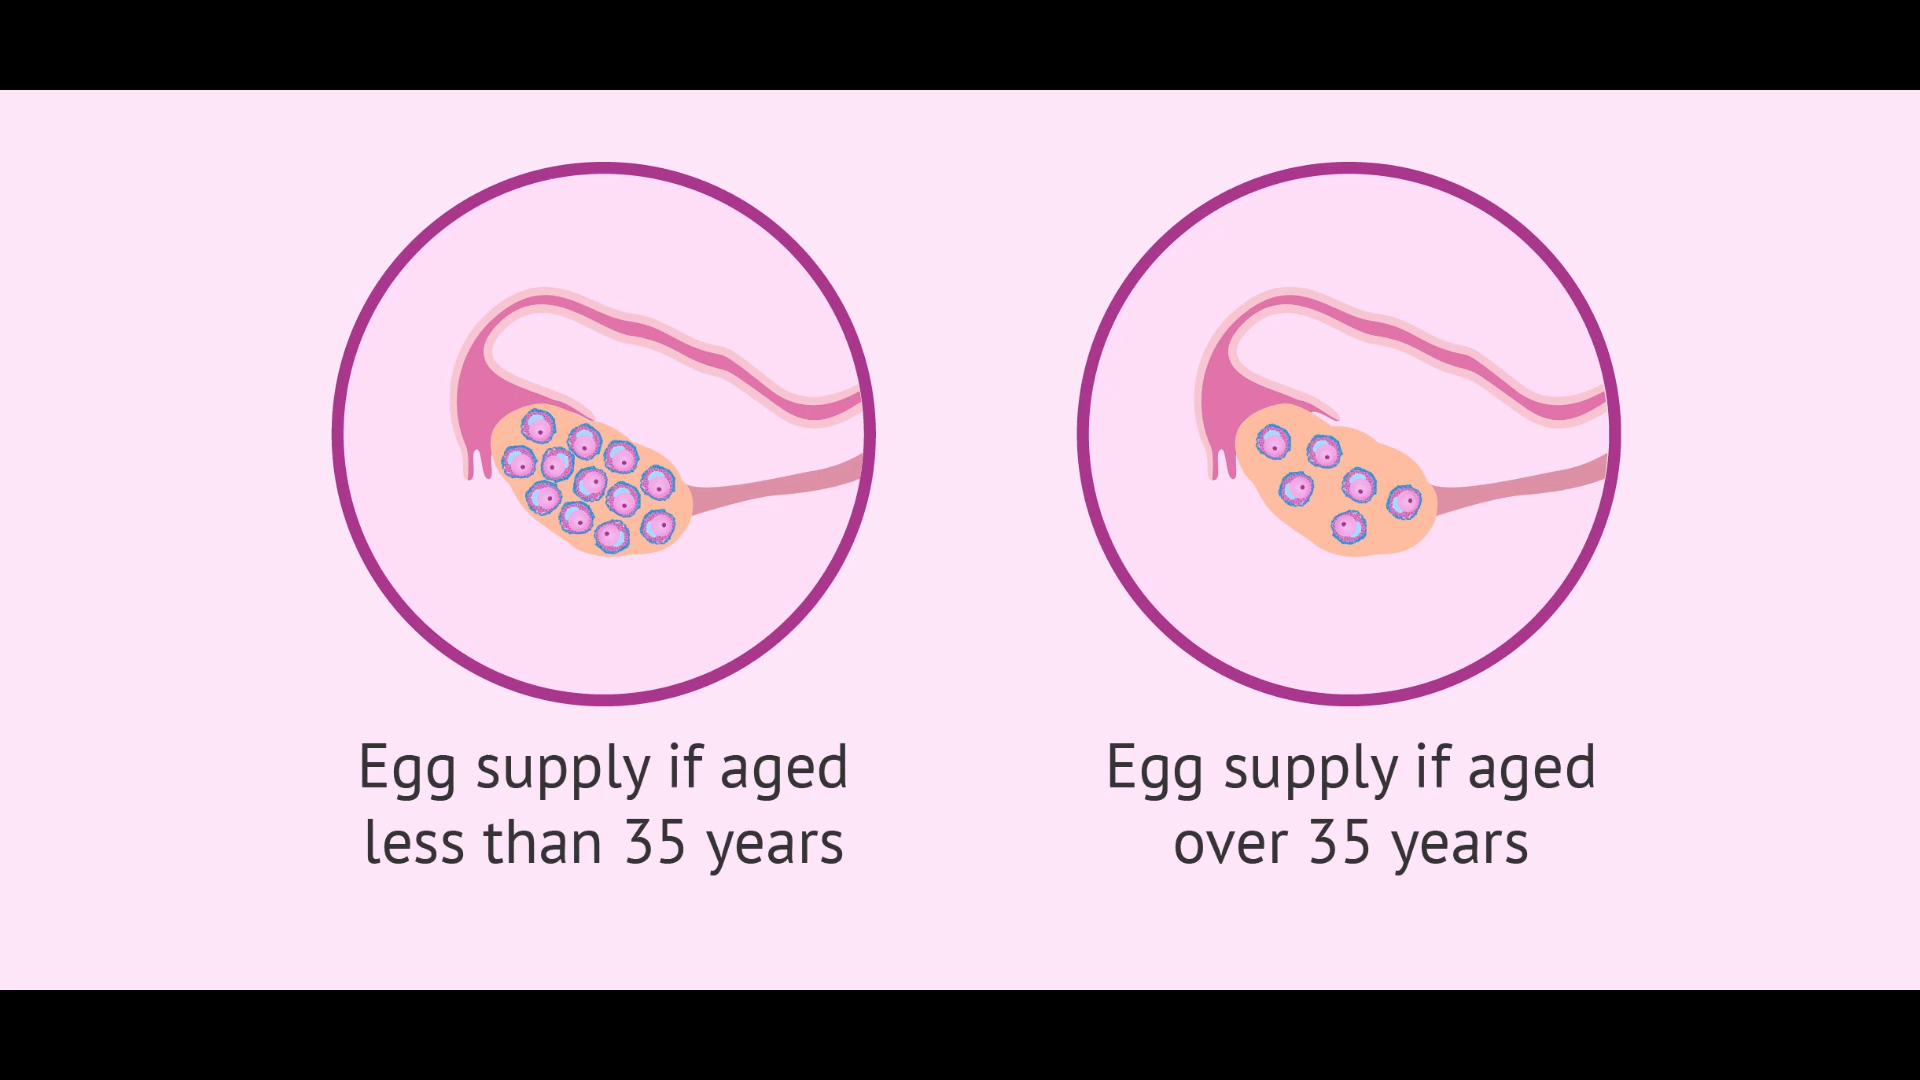 Egg supply if aged
less than 35 years
Egg supply if aged
over 35 years